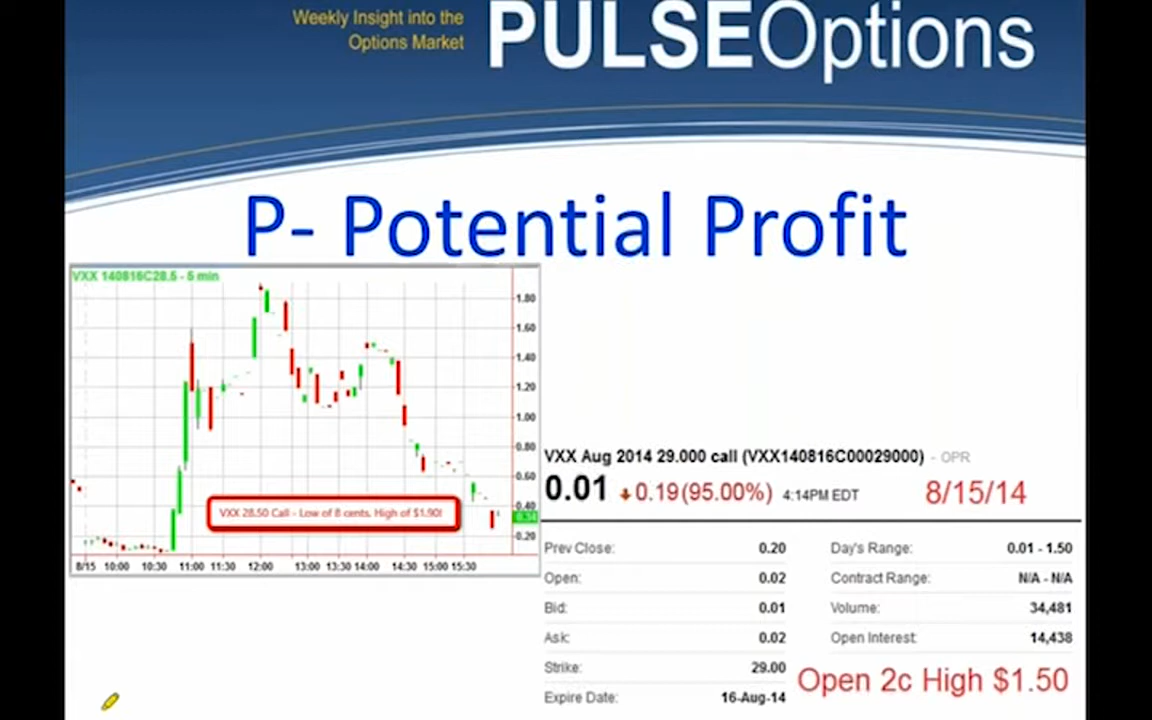 Weekly Insight into the
Options Market
PULSEOptions
P- Potential Profit
VXX 140816C28.5 - 5 min
1.80
1.60
1.40
1.20
1.00
0.80
0.60
0.40
0.34
0.20
VXX 28.50 Call - Low of 8 cents, High of $1.90!
8/15 10:00 10:30 11:00 11:30 12:00 13:00 13:30 14:00 14:30 15:00 15:30
VXX Aug 2014 29.000 call (VXX140816C00029000) - OPR
0.01 0.19(95.00%) 4:14PM EDT 8/15/14
Prev Close: 0.20 Day's Range: 0.01 - 1.50
Open: 0.02 Contract Range: N/A - N/A
Bid: 0.01 Volume: 34,481
Ask: 0.02 Open Interest: 14,438
Strike: 29.00
Open 2c High $1.50
Expire Date: 16-Aug-14